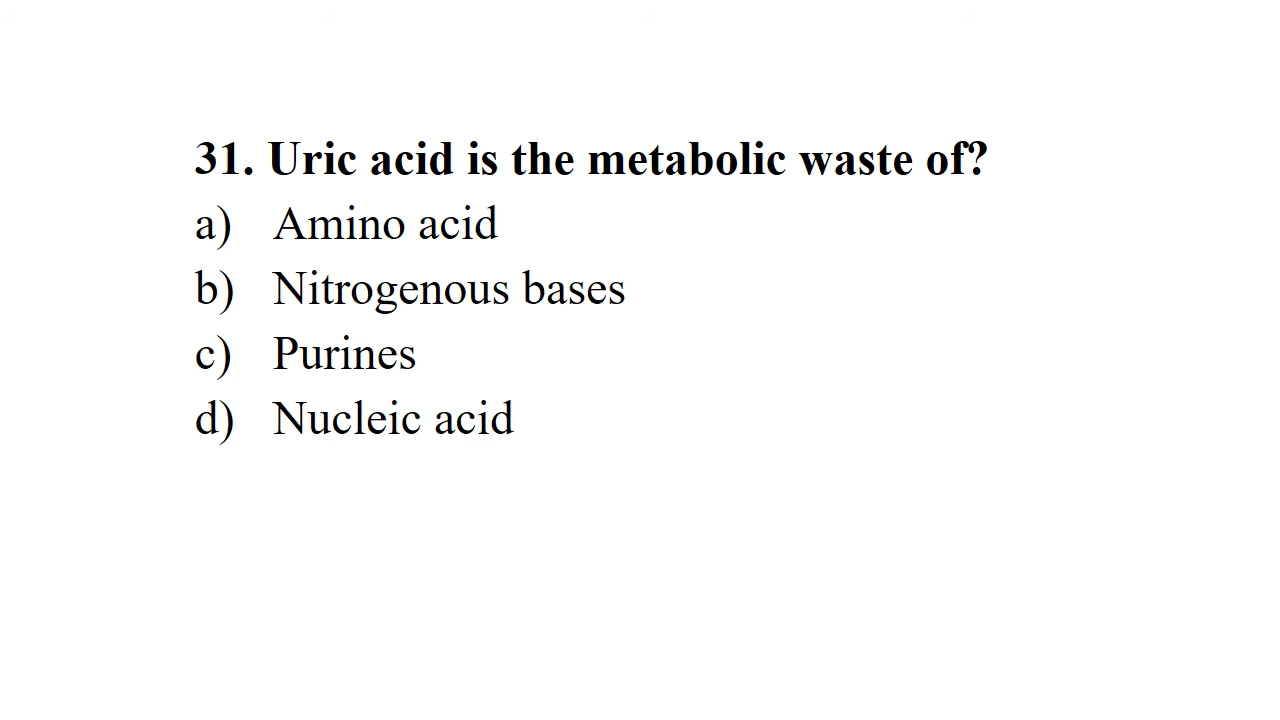 31. Uric acid is the metabolic waste of?
a) Amino acid
b) Nitrogenous bases
c) Purines
d) Nucleic acid